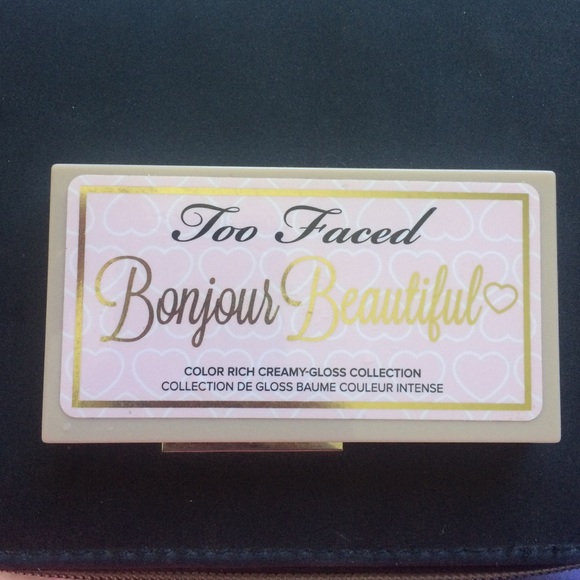 Too Faced
Bonjour Beautiful
COLOR RICH CREAMY-GLOSS COLLECTION
COLLECTION DE GLOSS BAUME COULEUR INTENSE